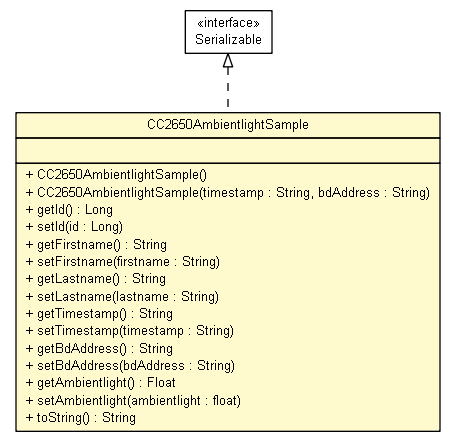 «interface»
Serializable
CC2650AmbientlightSample
+ CC2650AmbientlightSample()
+ CC2650AmbientlightSample(timestamp : String, bdAddress : String)
+ getId() : Long
+ setId(id : Long)
+ getFirstname() : String
+ setFirstname(firstname : String)
+ getLastname() : String
+ setLastname(lastname : String)
+ getTimestamp() : String
+ setTimestamp(timestamp : String)
+ getBdAddress() : String
+ setBdAddress(bdAddress : String)
+ getAmbientlight() : Float
+ setAmbientlight(ambientlight : float)
+ toString() : String